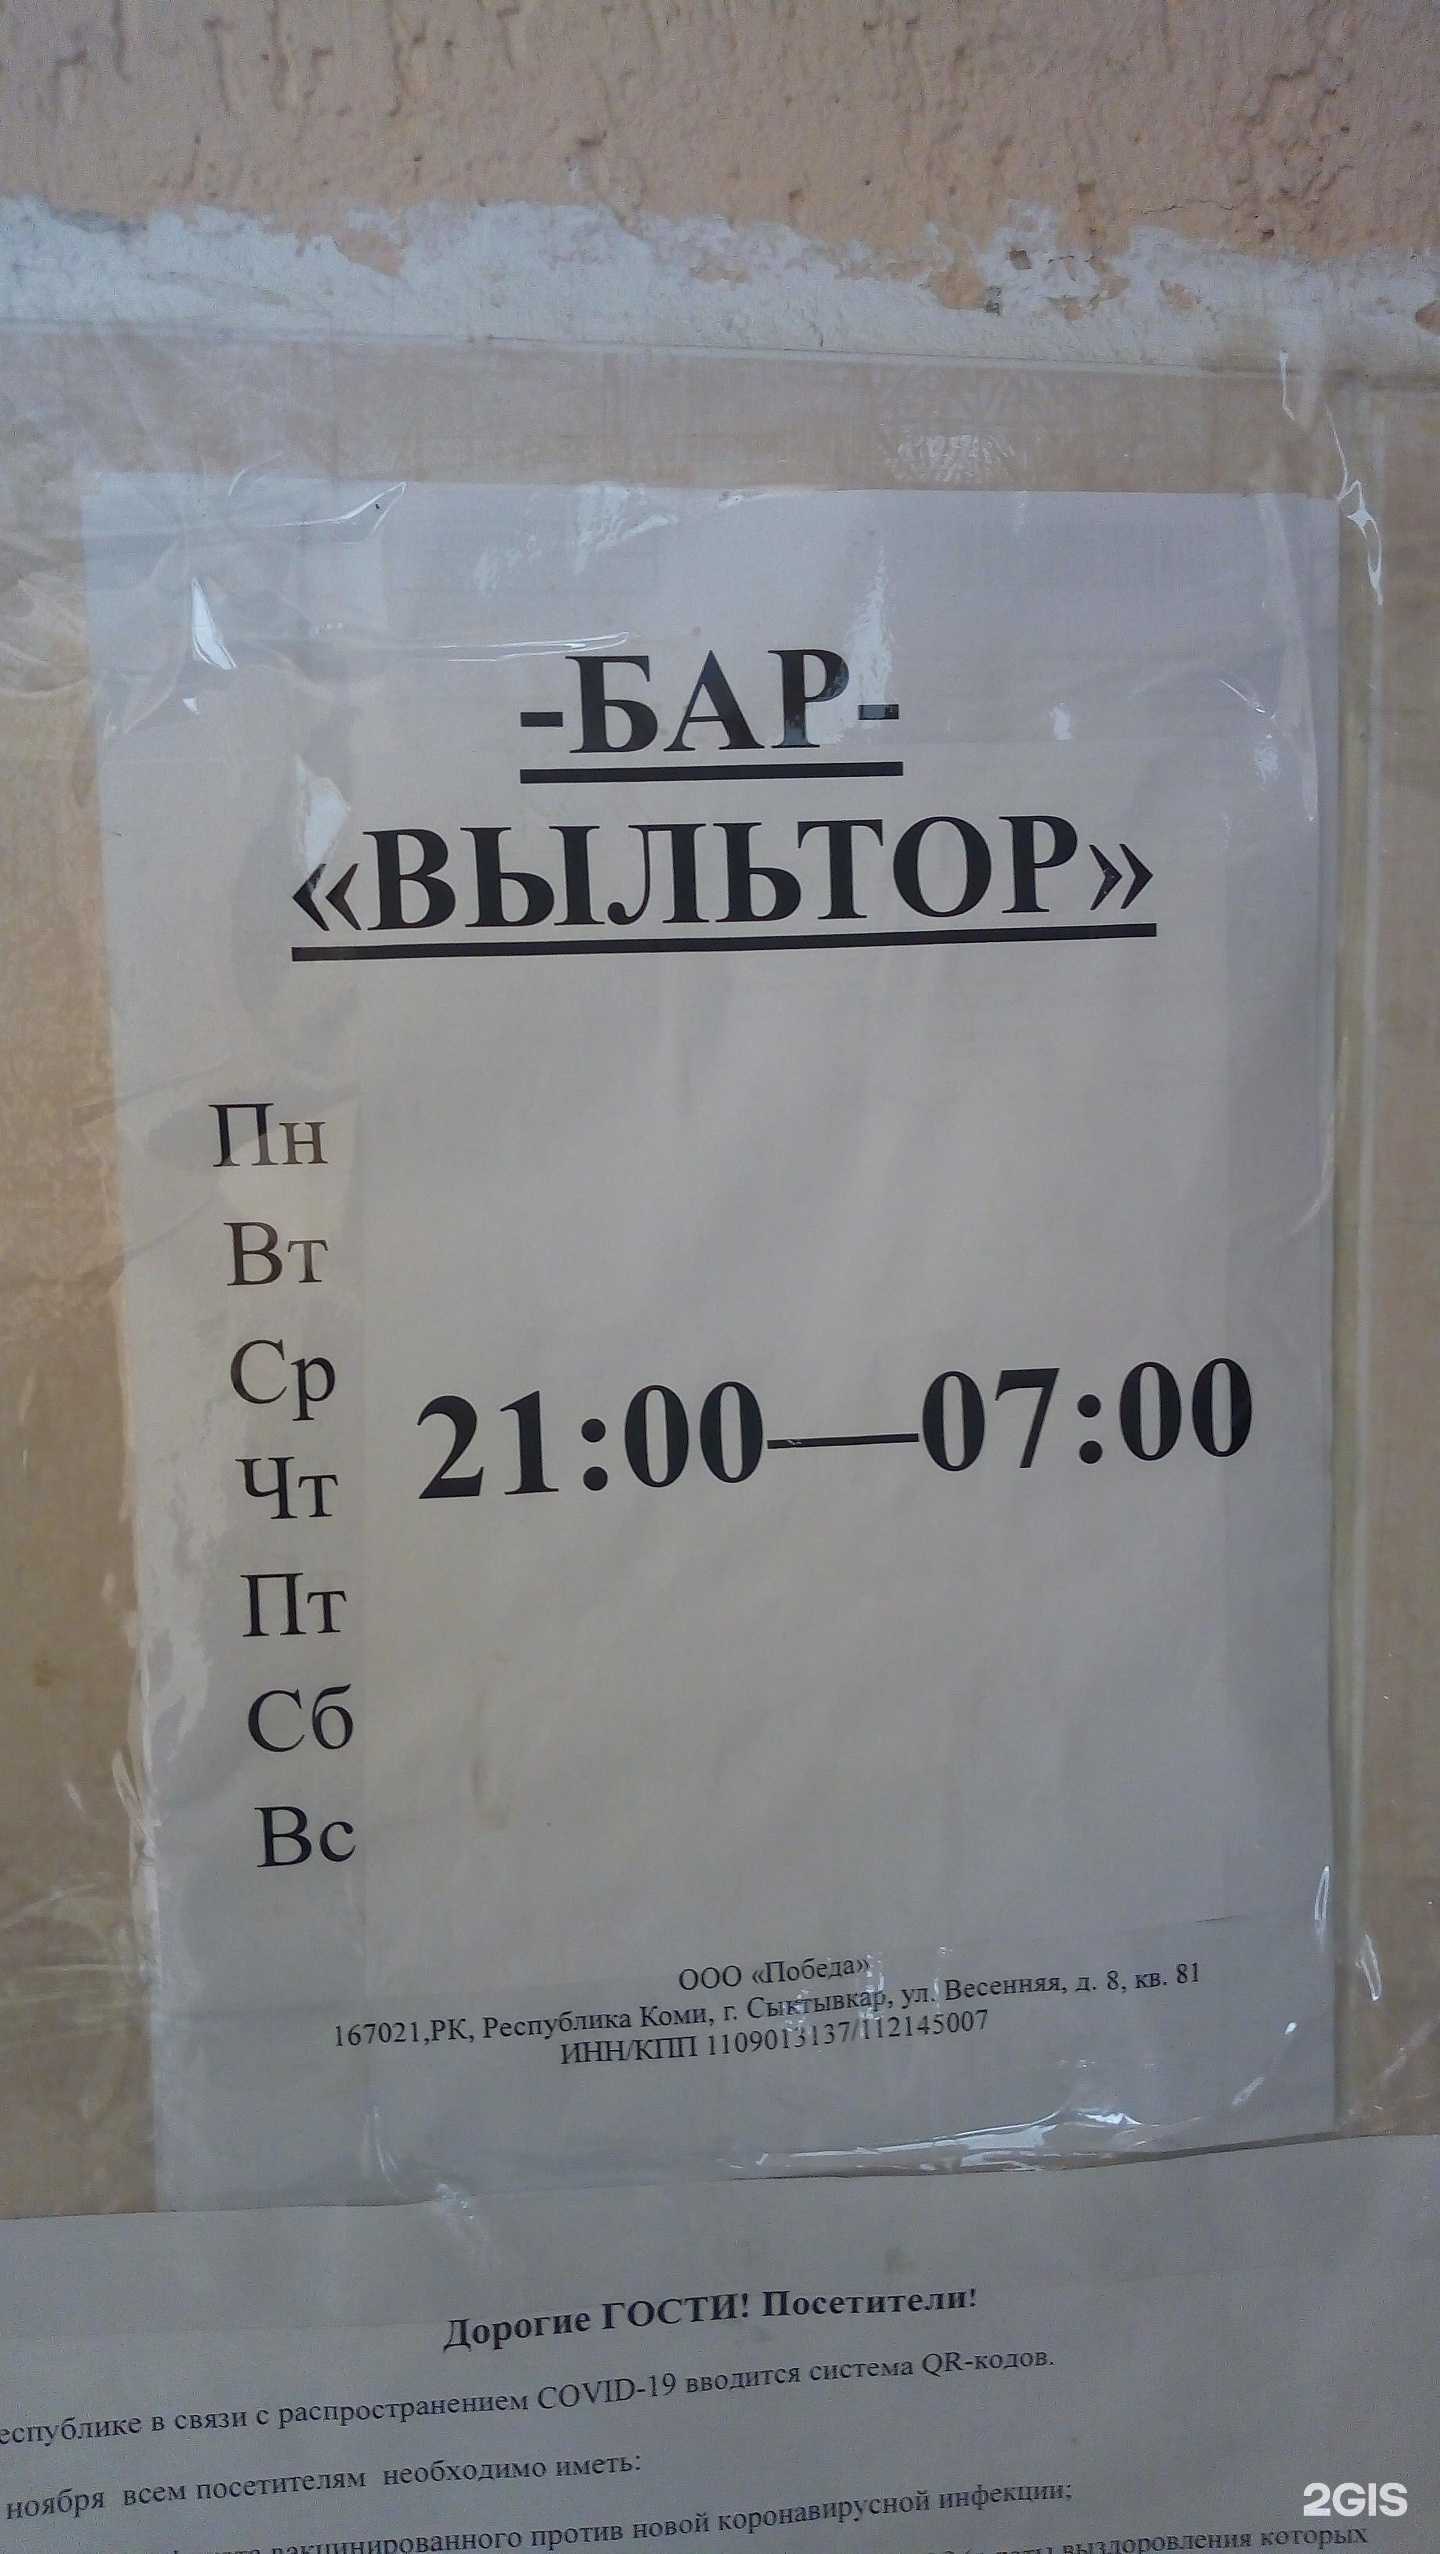 -БАР-
«ВЫЛЬТОР»
Пн
Вт
Ср
21:00—07:00
Чт
Пт
Сб
Вс
ООО «Победа»
167021,РК, Республика Коми, г. Сыктывкар, ул. Весенняя, д. 8, кв. 81
ИНН/КПП 1109013137/112145007
Дорогие ГОСТИ! Посетители!
еспублике в связи с распространением COVID-19 вводится система QR-кодов.
ноября всем посетителям необходимо иметь:
вакцинированного против новой коронавирусной инфекции;
выздоровления которых
2GIS